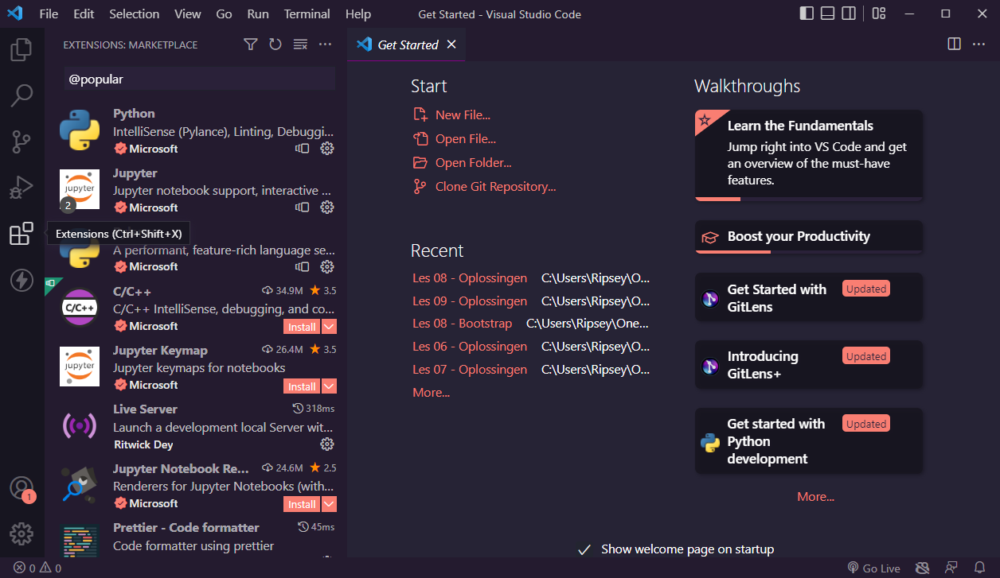 File Edit Selection View Go Run Terminal Help
Get Started - Visual Studio Code
EXTENSIONS: MARKETPLACE
@popular
Python
IntelliSense (Pylance), Linting, Debuggi...
Microsoft
jupyter
2
Jupyter
Jupyter notebook support, interactive ...
Microsoft
Extensions (Ctrl+Shift+X)
A performant, feature-rich language se...
Microsoft
C/C++
C/C++
34.9M
3.5
C/C++ IntelliSense, debugging, and co...
Microsoft
Install
jupyter
Jupyter Keymap
26.4M
3.5
Jupyter keymaps for notebooks
Microsoft
Install
Live Server
318ms
Launch a development local Server wit...
Ritwick Dey
Jupyter Notebook Re...
24.6M
2.5
Renderers for Jupyter Notebooks (with...
Microsoft
Install
Prettier - Code formatter
45ms
Code formatter using prettier
1
Get Started
Start
New File...
Open File...
Open Folder...
Clone Git Repository...
Recent
Les 08 - Oplossingen C:\Users\Ripsey\O...
Les 09 - Oplossingen C:\Users\Ripsey\O...
Les 08 - Bootstrap C:\Users\Ripsey\One...
Les 06 - Oplossingen C:\Users\Ripsey\O...
Les 07 - Oplossingen C:\Users\Ripsey\O...
More...
Walkthroughs
Learn the Fundamentals
Jump right into VS Code and get
an overview of the must-have
features.
Boost your Productivity
Get Started with
GitLens
Updated
Introducing
GitLens+
Updated
Get started with
Python
development
Updated
More...
Show welcome page on startup
0 0
Go Live